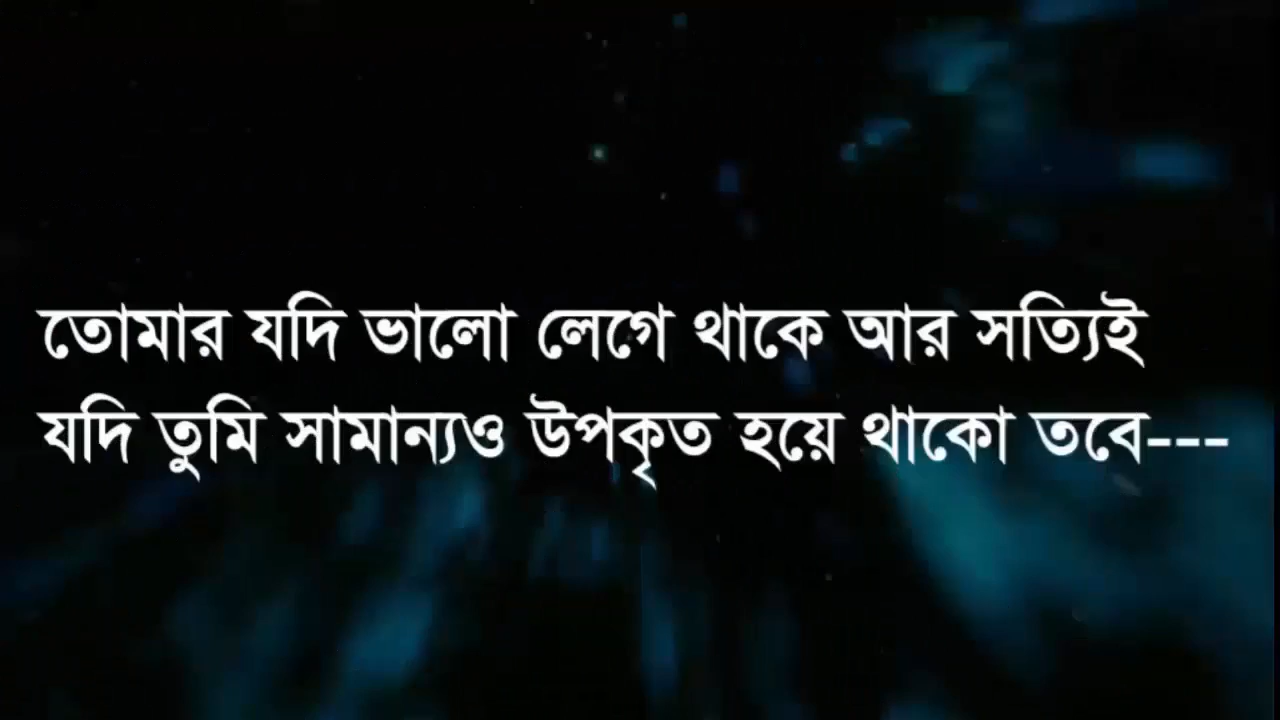 তোমার যদি ভালো লেগে থাকে আর সত্যিই
যদি তুমি সামান্যও উপকৃত হয়ে থাকো তবে---